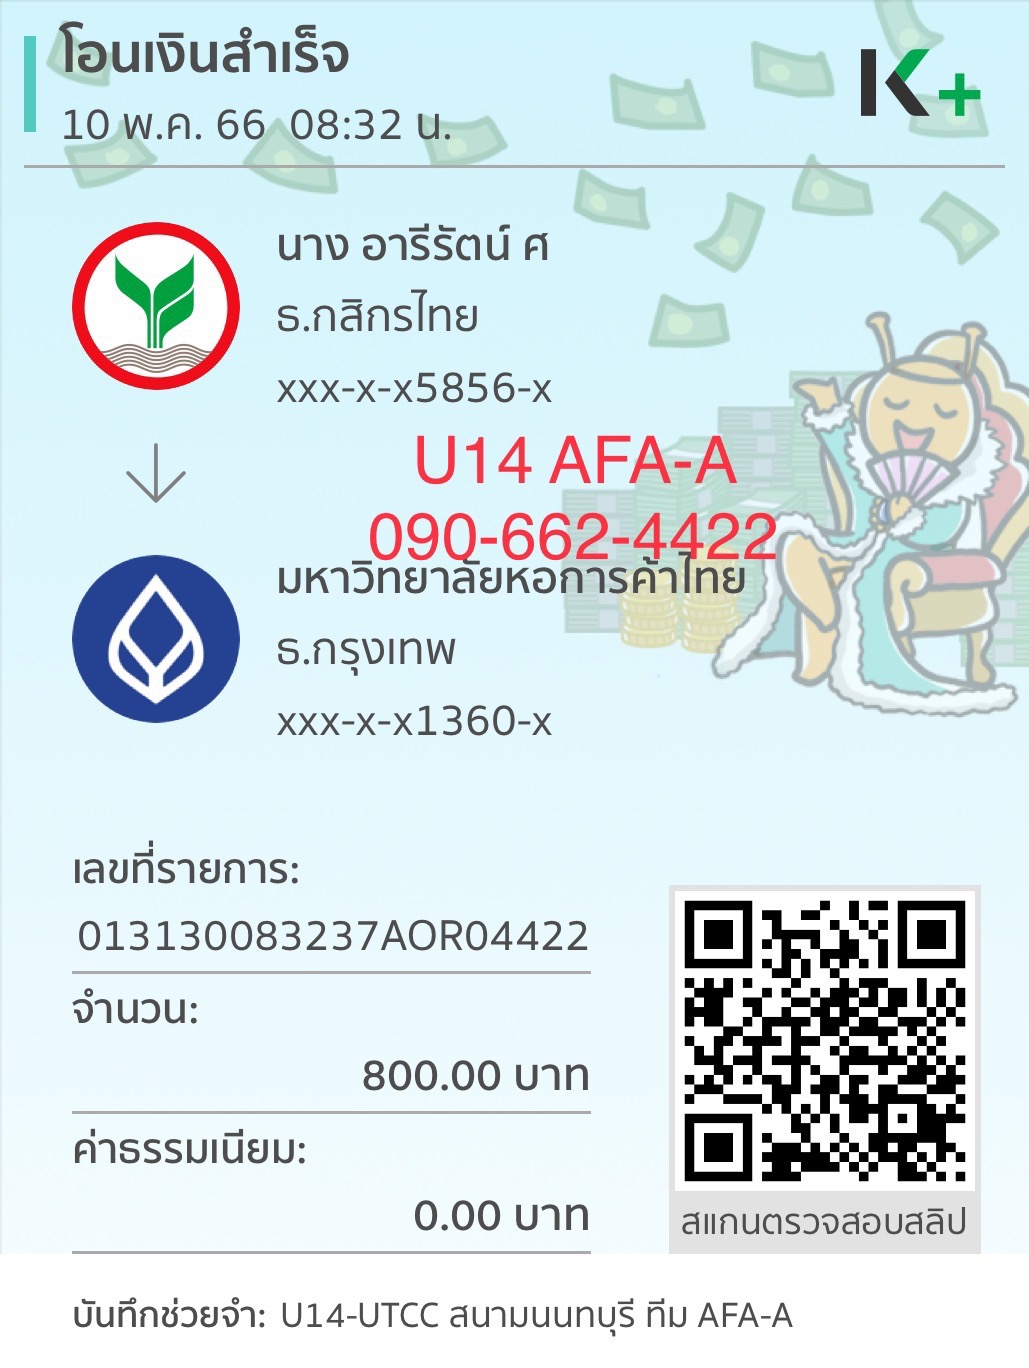 โอนเงินสำเร็จ
10 พ.ค. 66 08:32 น.
K+
นาง อารีรัตน์ ศ
ธ.กสิกรไทย
xxx-x-x5856-x
U14 AFA-A
090-662-4422
มหาวิทยาลัยหอการค้าไทย
ธ.กรุงเทพ
xxx-x-x1360-x
เลขที่รายการ:
013130083237AOR04422
จำนวน:
800.00 บาท
ค่าธรรมเนียม:
0.00 บาท
สแกนตรวจสอบสลิป
บันทึกช่วยจำ: U14-UTCC สนามนนทบุรี ทีม AFA-A